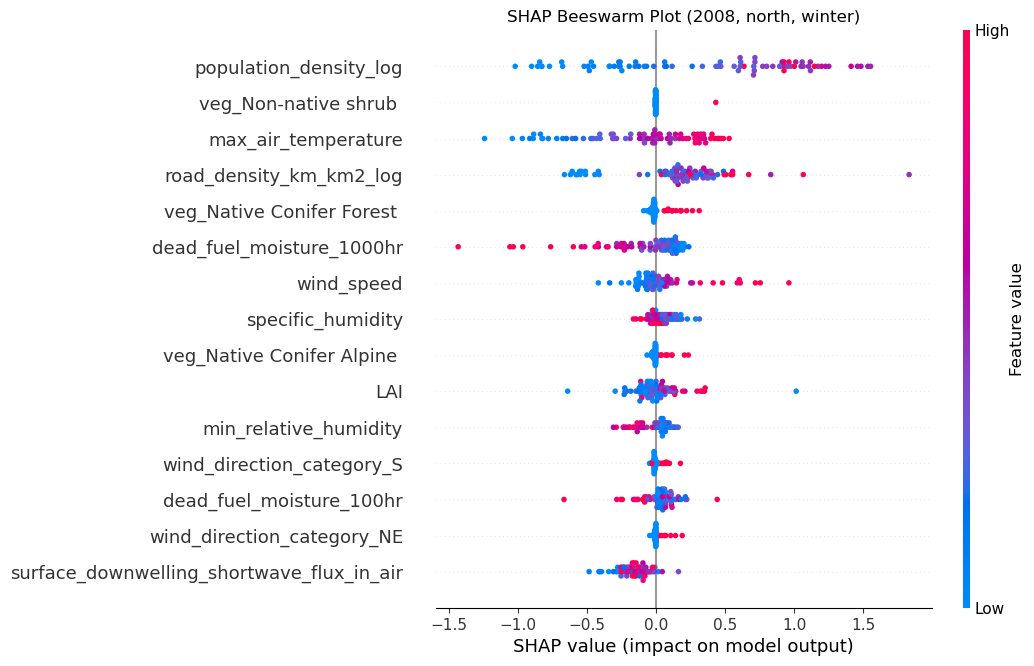 SHAP Beeswarm Plot (2008, north, winter)
High
population_density_log
veg_Non-native shrub
max_air_temperature
road_density_km_km2_log
veg_Native Conifer Forest
dead_fuel_moisture_1000hr
wind_speed
specific_humidity
veg_Native Conifer Alpine
LAI
min_relative_humidity
wind_direction_category_S
dead_fuel_moisture_100hr
wind_direction_category_NE
surface_downwelling_shortwave_flux_in_air
Feature value
Low
−1.5 −1.0 −0.5 0.0 0.5 1.0 1.5
SHAP value (impact on model output)